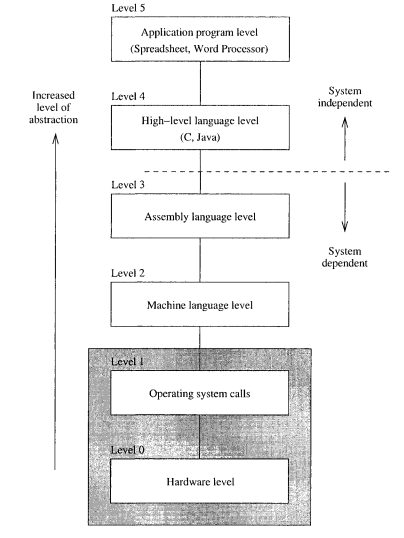 Level 5
Application program level
(Spreadsheet, Word Processor)
Increased
level of
abstraction
System
independent
Level 4
High-level language level
(C, Java)
Level 3
Assembly language level
System
dependent
Level 2
Machine language level
Level 1
Operating system calls
Level 0
Hardware level